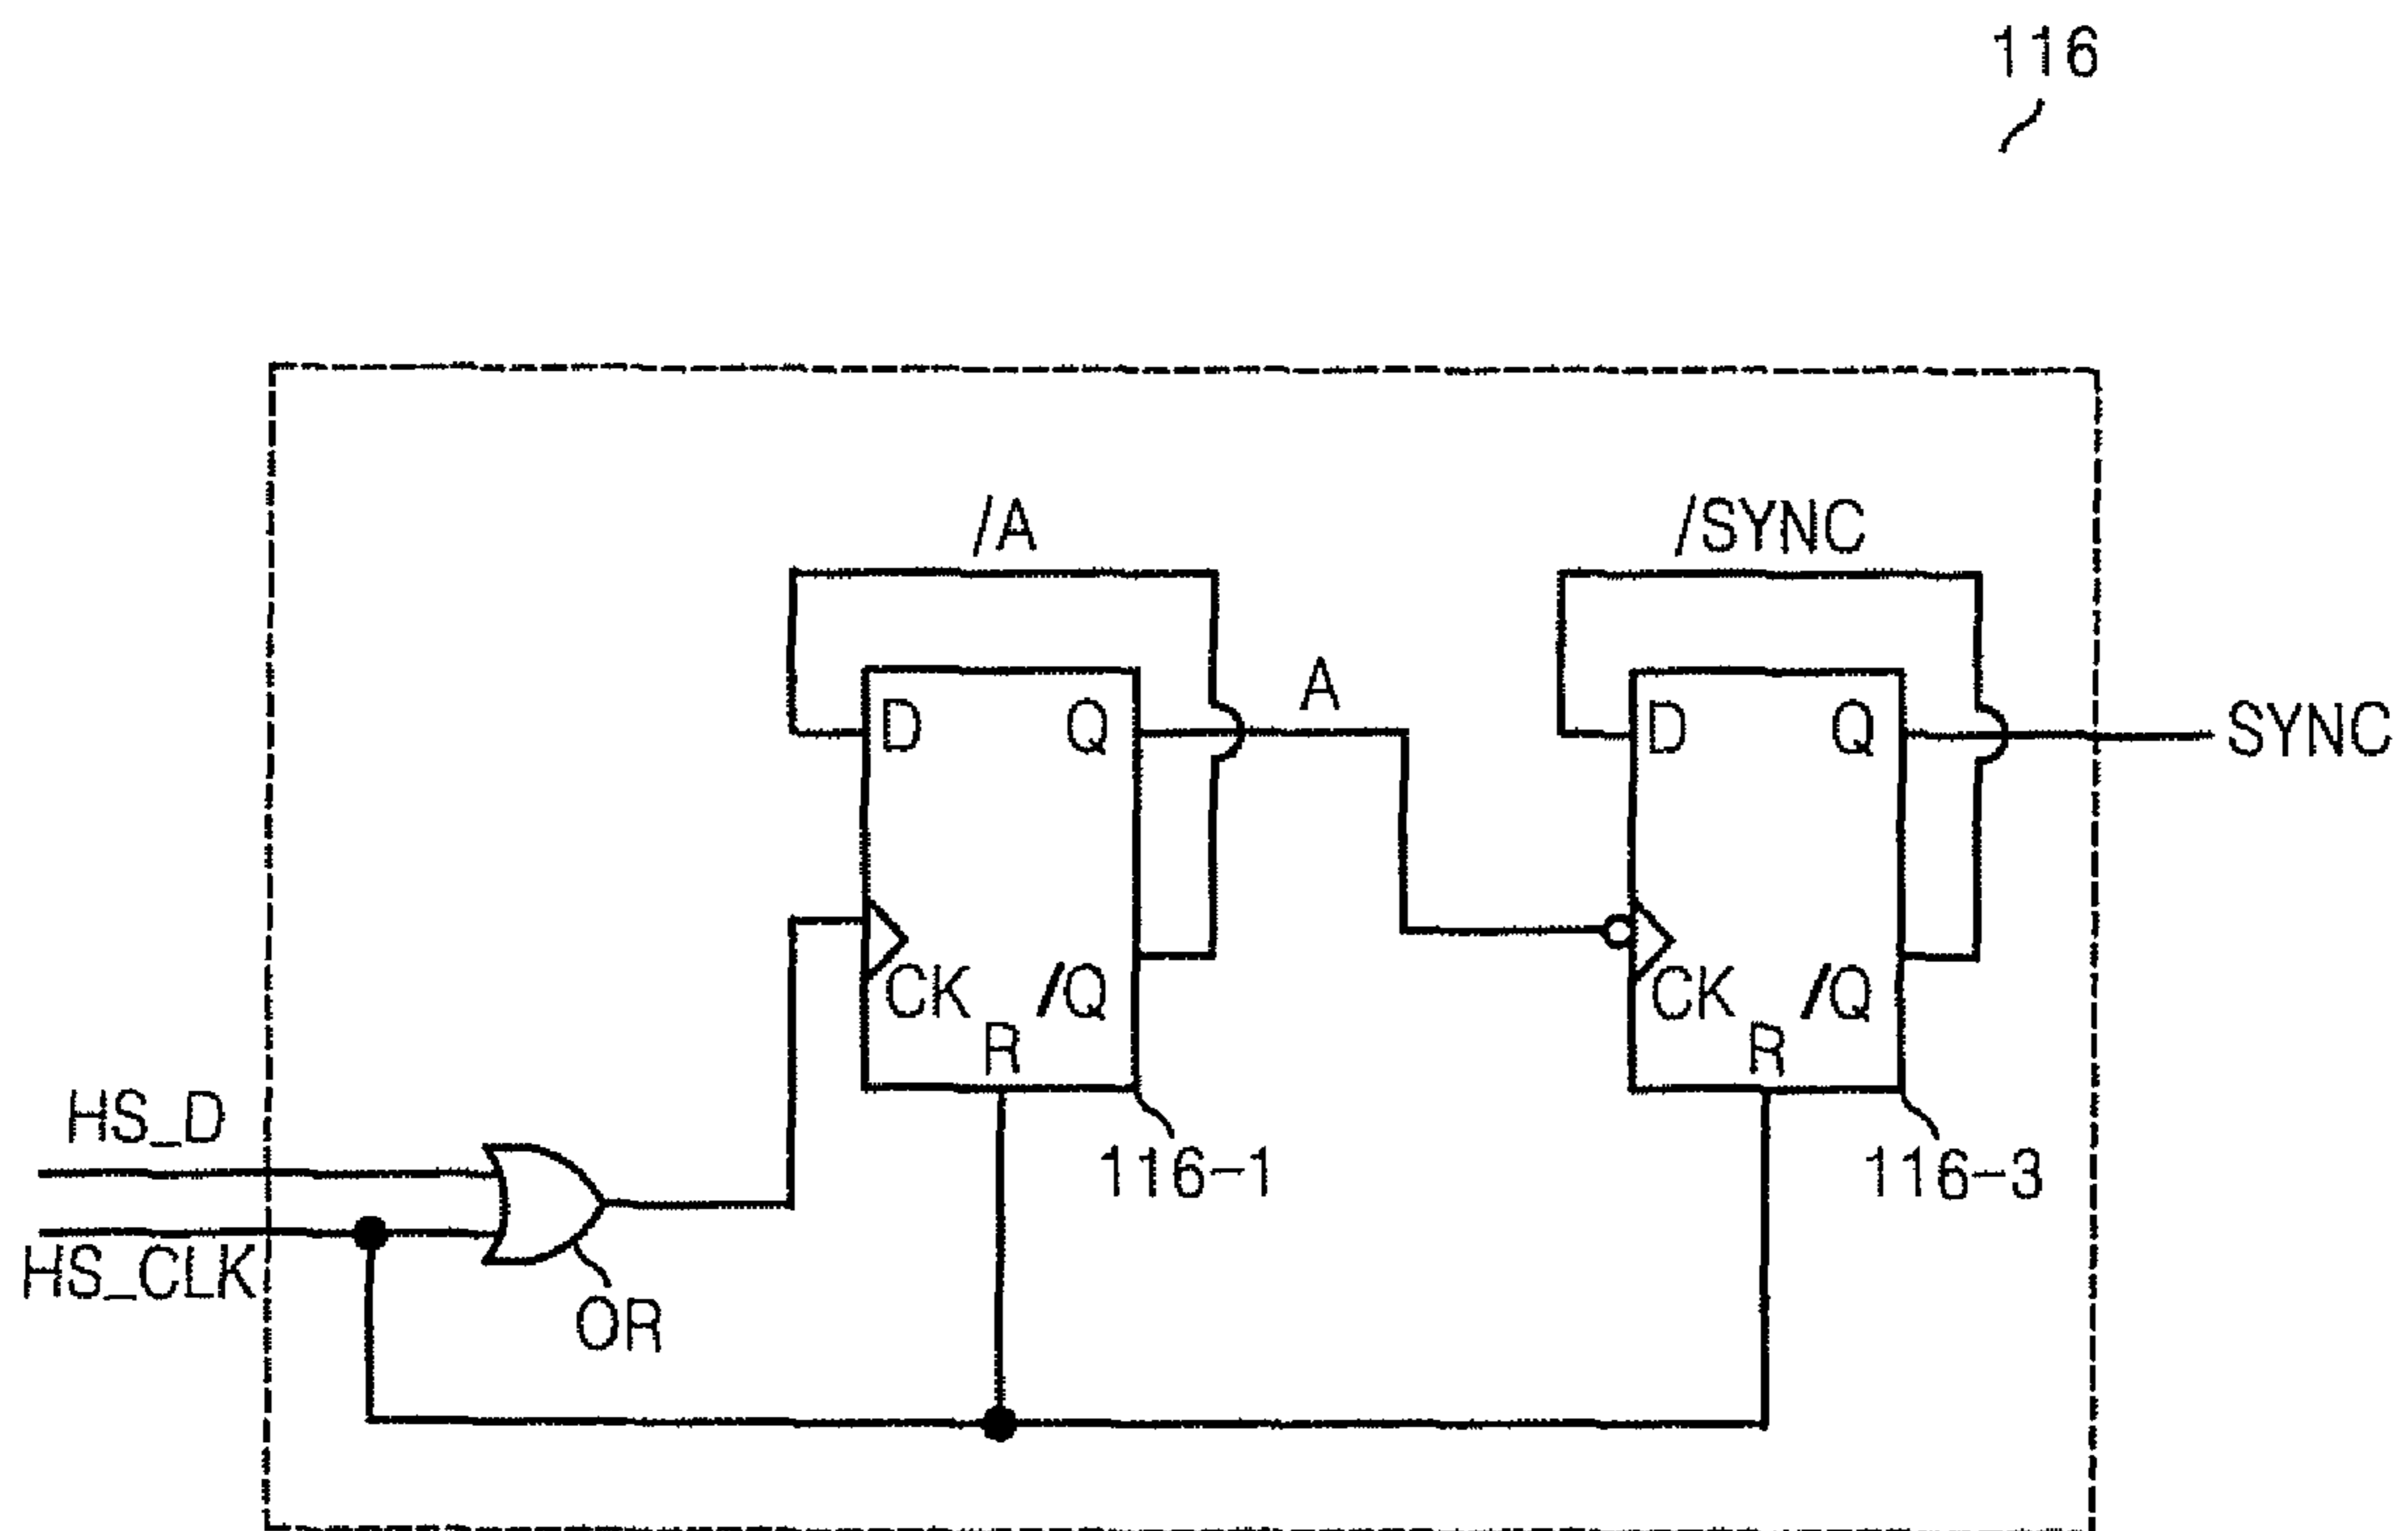 116
/A
/SYNC
A
D
Q
D
Q
SYNC
CK
/Q
CK
/Q
R
R
HS_D
116-1
116-3
HS_CLK
OR